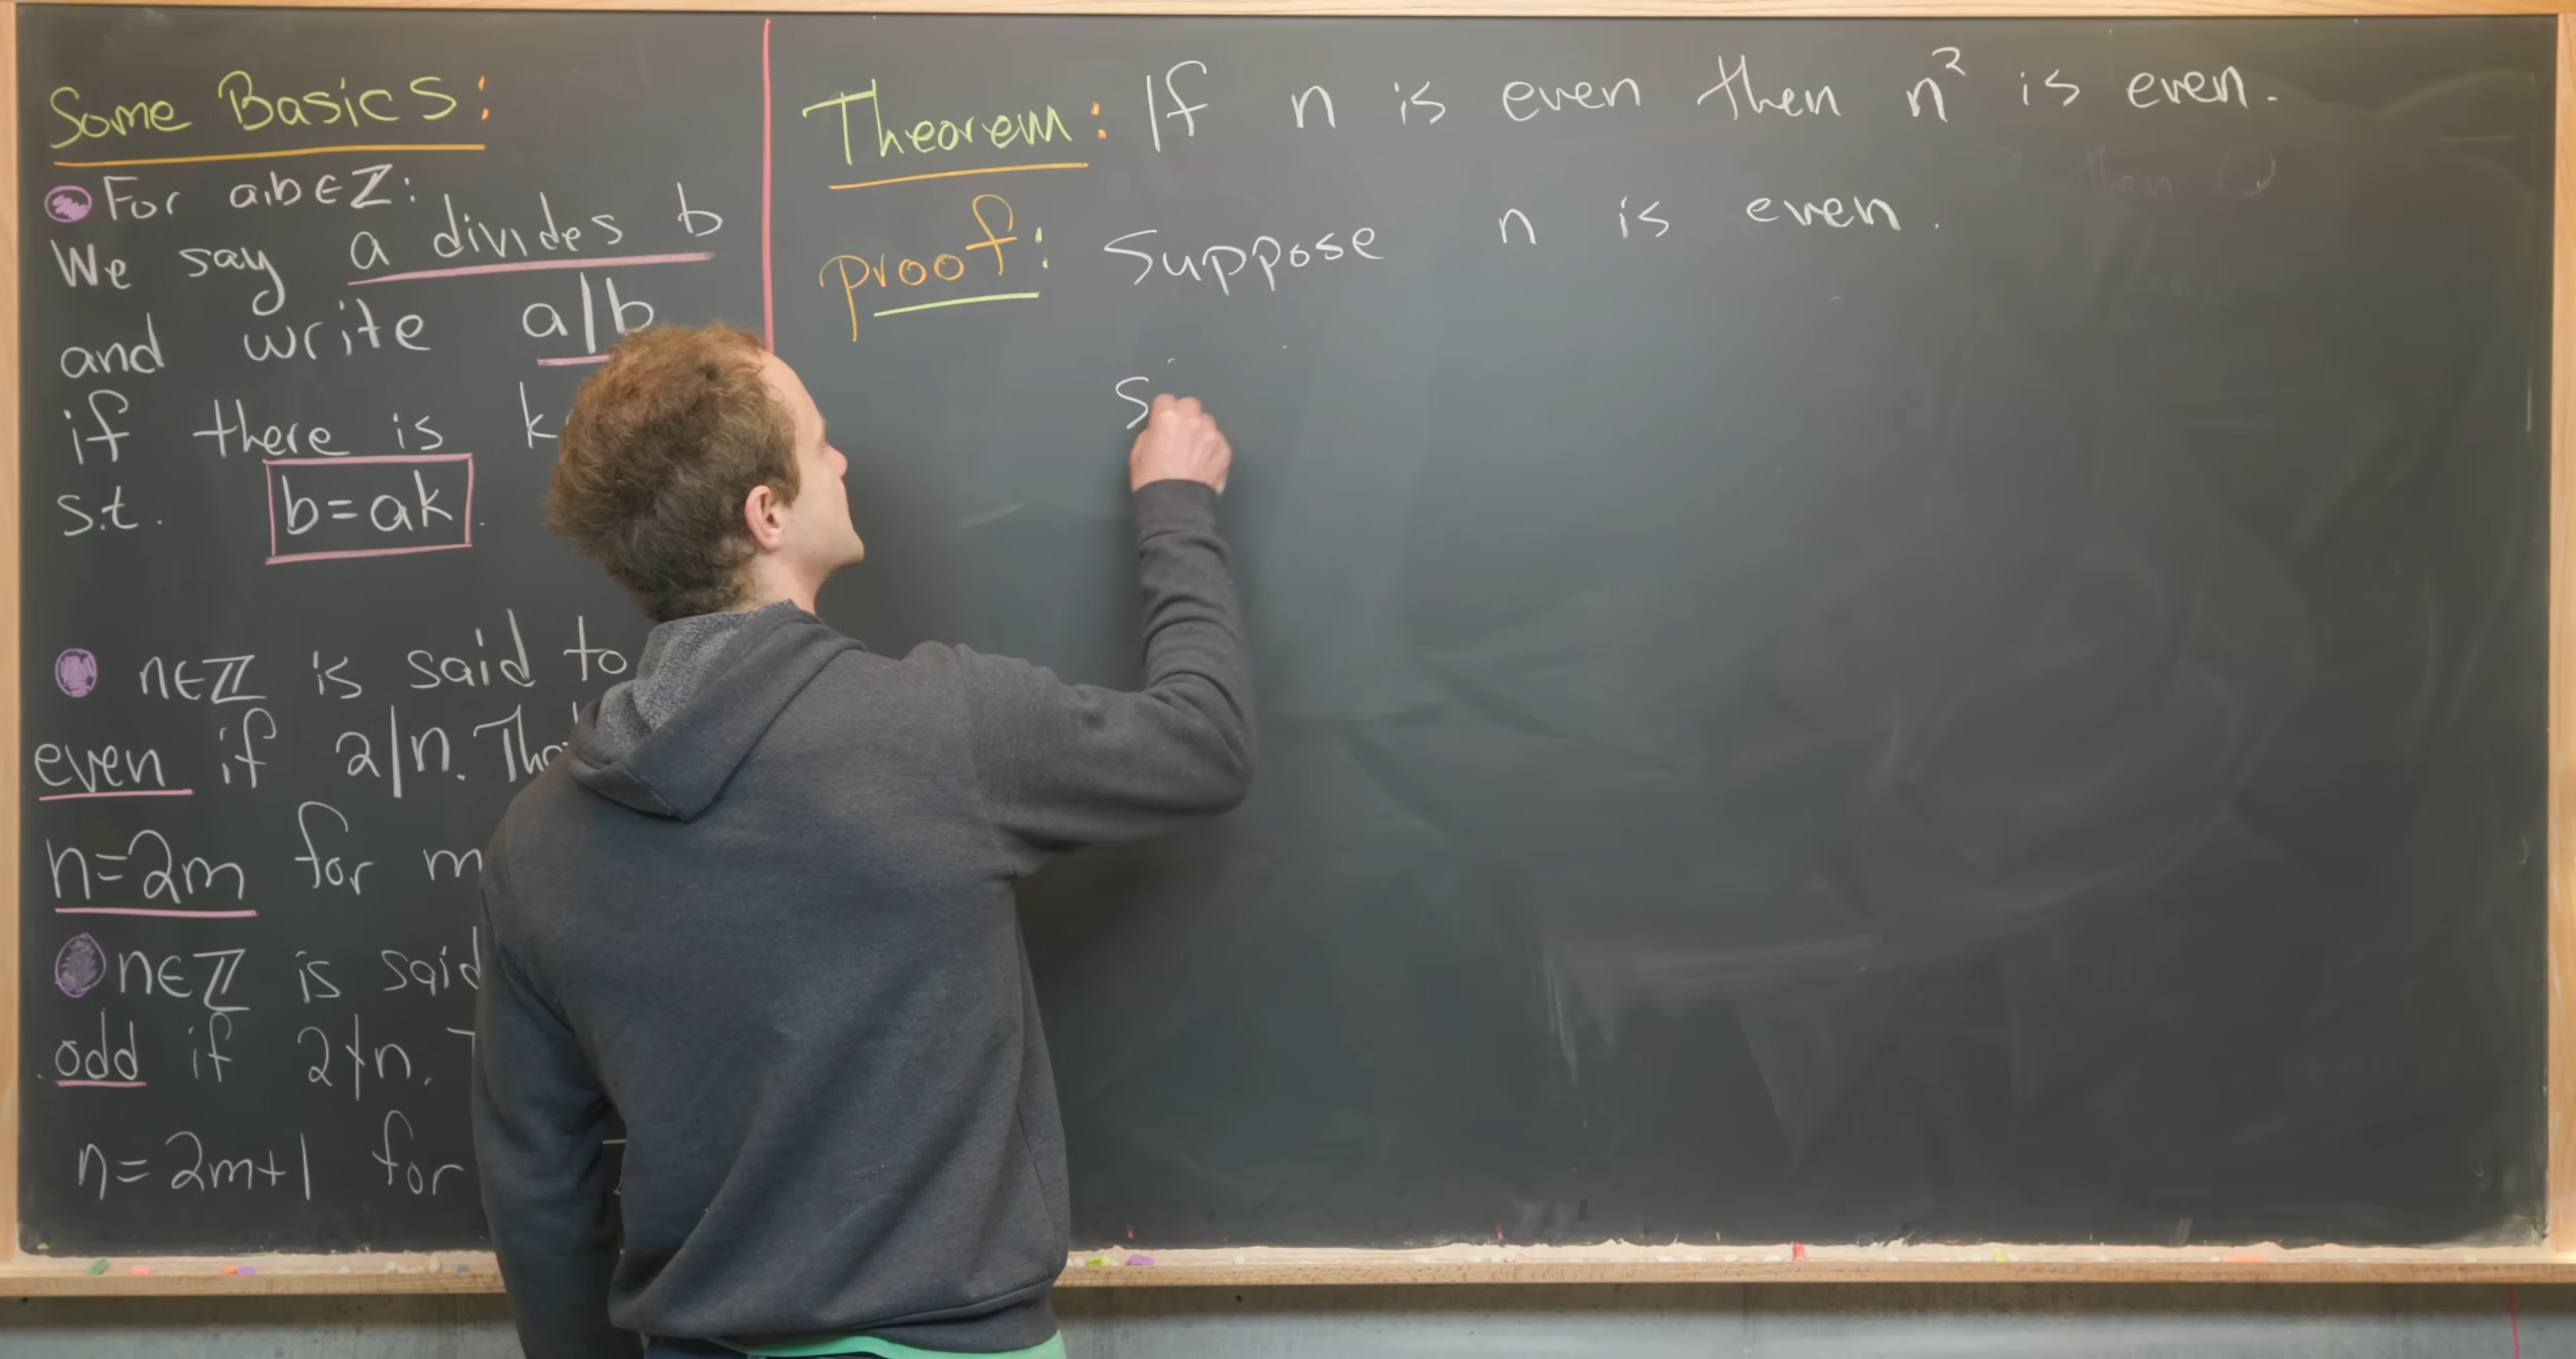 Some Basics:
For a,b∈ℤ:
We say a divides b
and write a|b
if there is k
s.t. b=ak.
n∈ℤ is said to
even if 2|n.
n=2m for m
n∈ℤ is said
odd if 2∤n.
n=2m+1 for
Theorem: If n is even then n² is even.
proof: Suppose n is even.